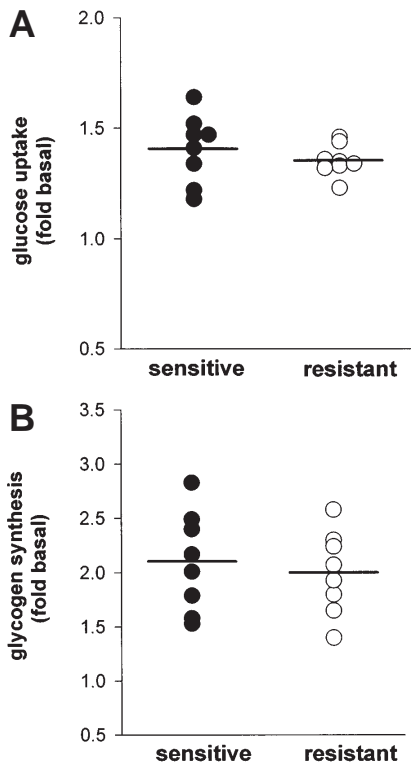 A
2.0
1.5
1.0
0.5
glucose uptake
(fold basal)
sensitive
resistant
B
3.5
3.0
2.5
2.0
1.5
1.0
0.5
glycogen synthesis
(fold basal)
sensitive
resistant